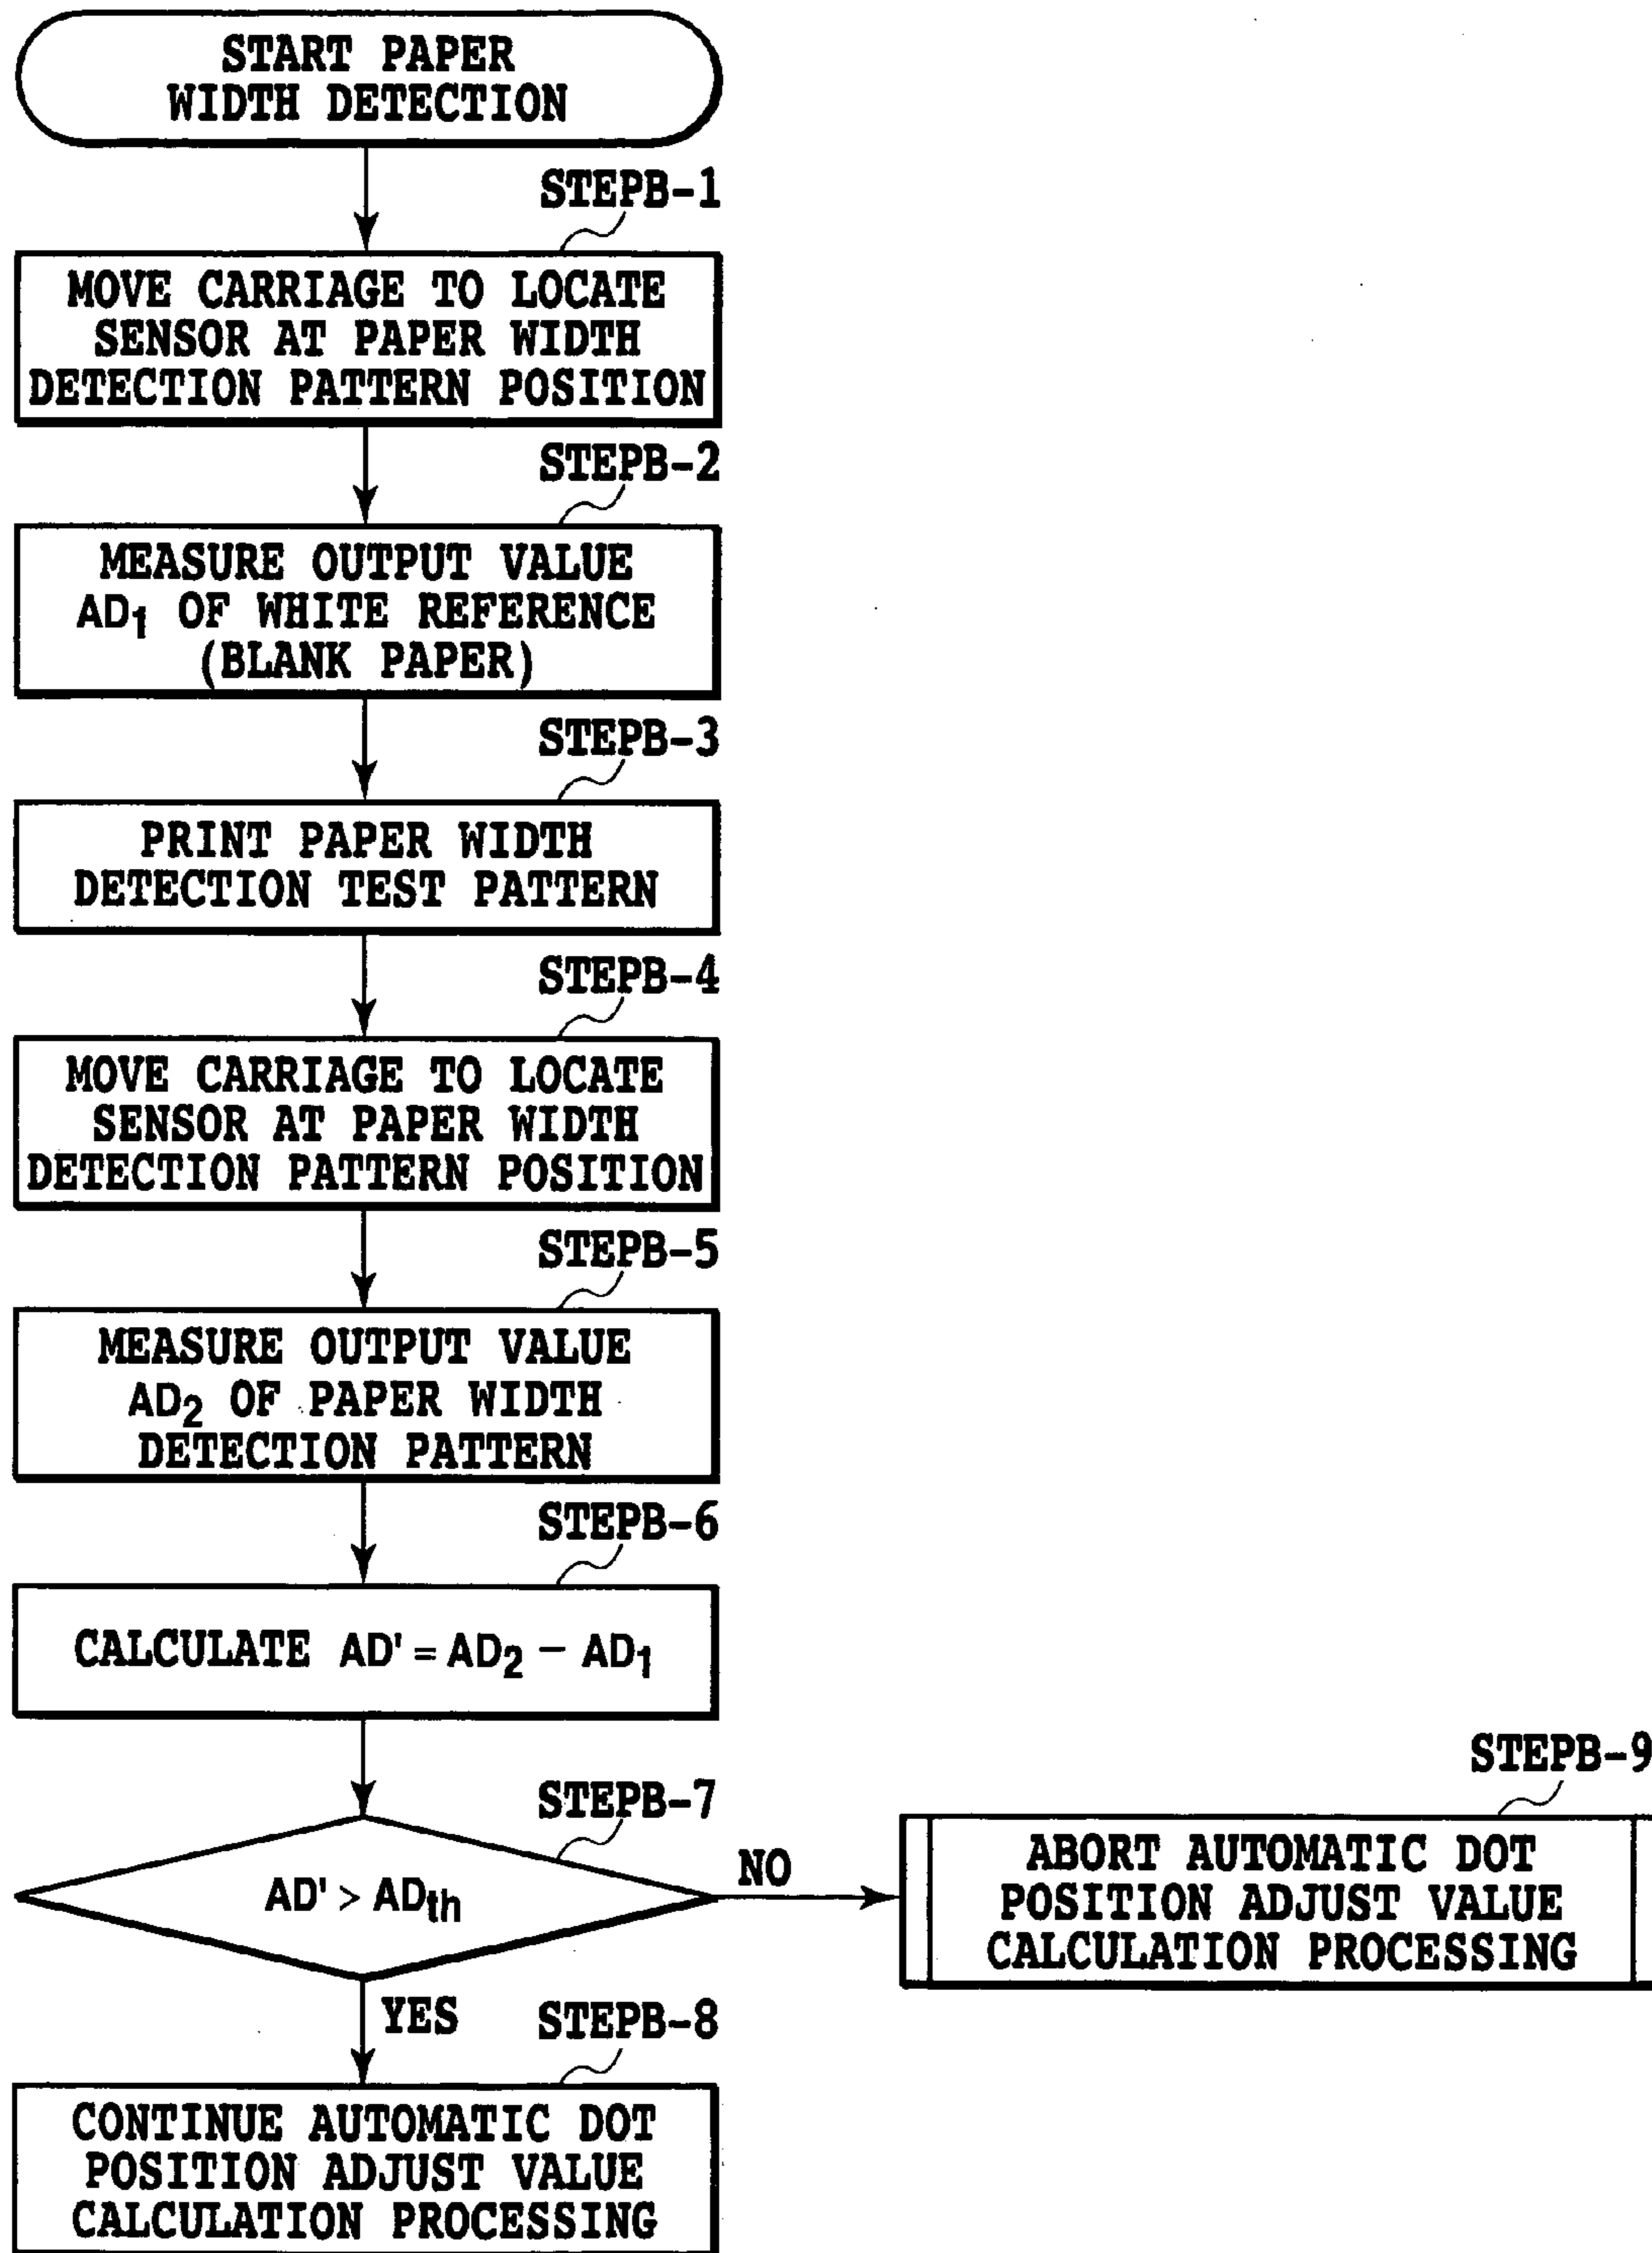 START PAPER
WIDTH DETECTION
STEPB-1
MOVE CARRIAGE TO LOCATE
SENSOR AT PAPER WIDTH
DETECTION PATTERN POSITION
STEPB-2
MEASURE OUTPUT VALUE
AD₁ OF WHITE REFERENCE
(BLANK PAPER)
STEPB-3
PRINT PAPER WIDTH
DETECTION TEST PATTERN
STEPB-4
MOVE CARRIAGE TO LOCATE
SENSOR AT PAPER WIDTH
DETECTION PATTERN POSITION
STEPB-5
MEASURE OUTPUT VALUE
AD₂ OF PAPER WIDTH
DETECTION PATTERN
STEPB-6
CALCULATE AD' = AD₂ − AD₁
STEPB-7
AD' > ADth
NO
STEPB-9
ABORT AUTOMATIC DOT
POSITION ADJUST VALUE
CALCULATION PROCESSING
YES
STEPB-8
CONTINUE AUTOMATIC DOT
POSITION ADJUST VALUE
CALCULATION PROCESSING